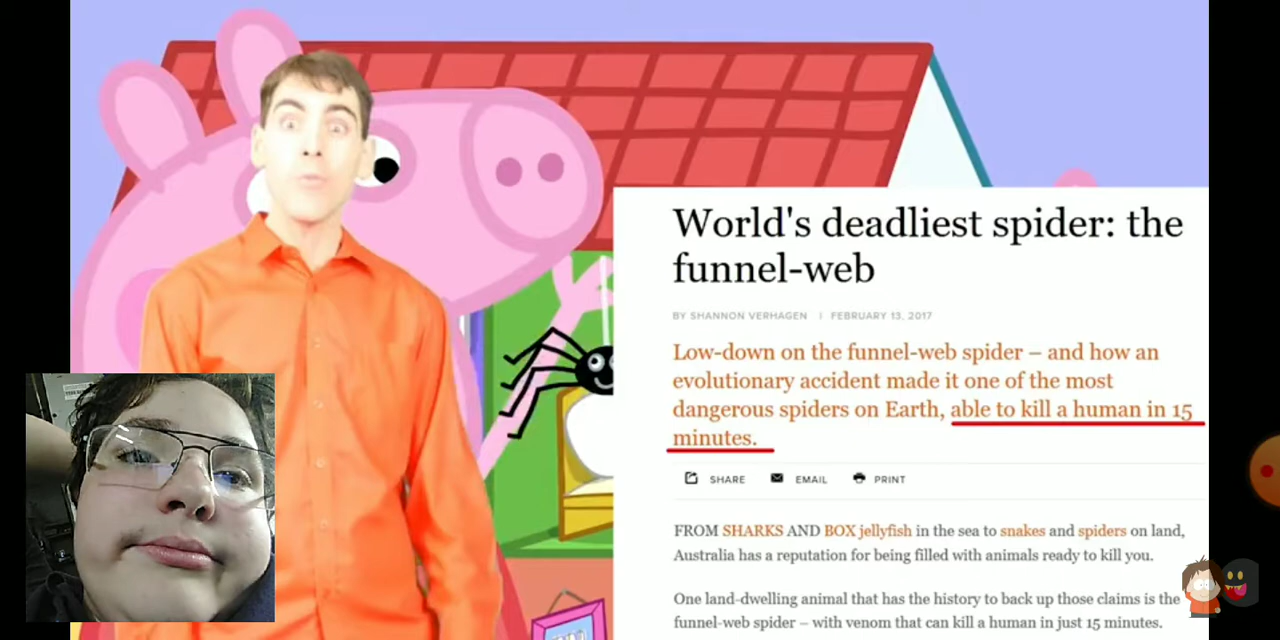 World's deadliest spider: the
funnel-web
BY SHANNON VERHAGEN | FEBRUARY 13, 2017
Low-down on the funnel-web spider – and how an
evolutionary accident made it one of the most
dangerous spiders on Earth, able to kill a human in 15
minutes.
SHARE EMAIL PRINT
FROM SHARKS AND BOX jellyfish in the sea to snakes and spiders on land,
Australia has a reputation for being filled with animals ready to kill you.
One land-dwelling animal that has the history to back up those claims is the
funnel-web spider – with venom that can kill a human in just 15 minutes.